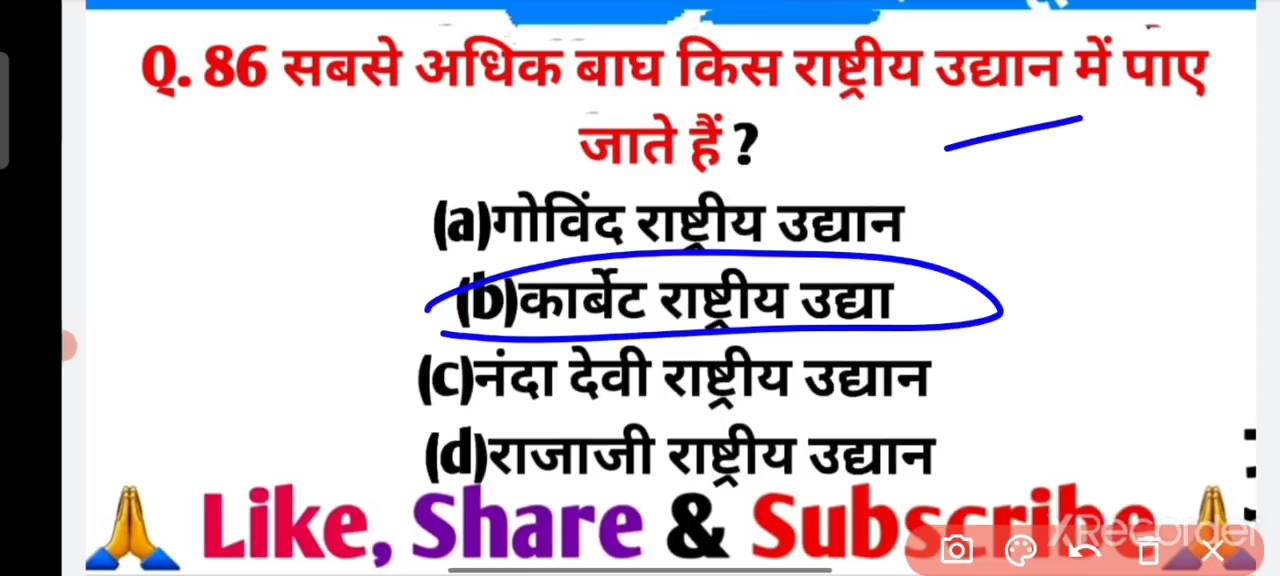 Q. 86 सबसे अधिक बाघ किस राष्ट्रीय उद्यान में पाए
जाते हैं ?
(a)गोविंद राष्ट्रीय उद्यान
(b)कार्बेट राष्ट्रीय उद्या
(c)नंदा देवी राष्ट्रीय उद्यान
(d)राजाजी राष्ट्रीय उद्यान
Like, Share & Subscribe
XRecorder